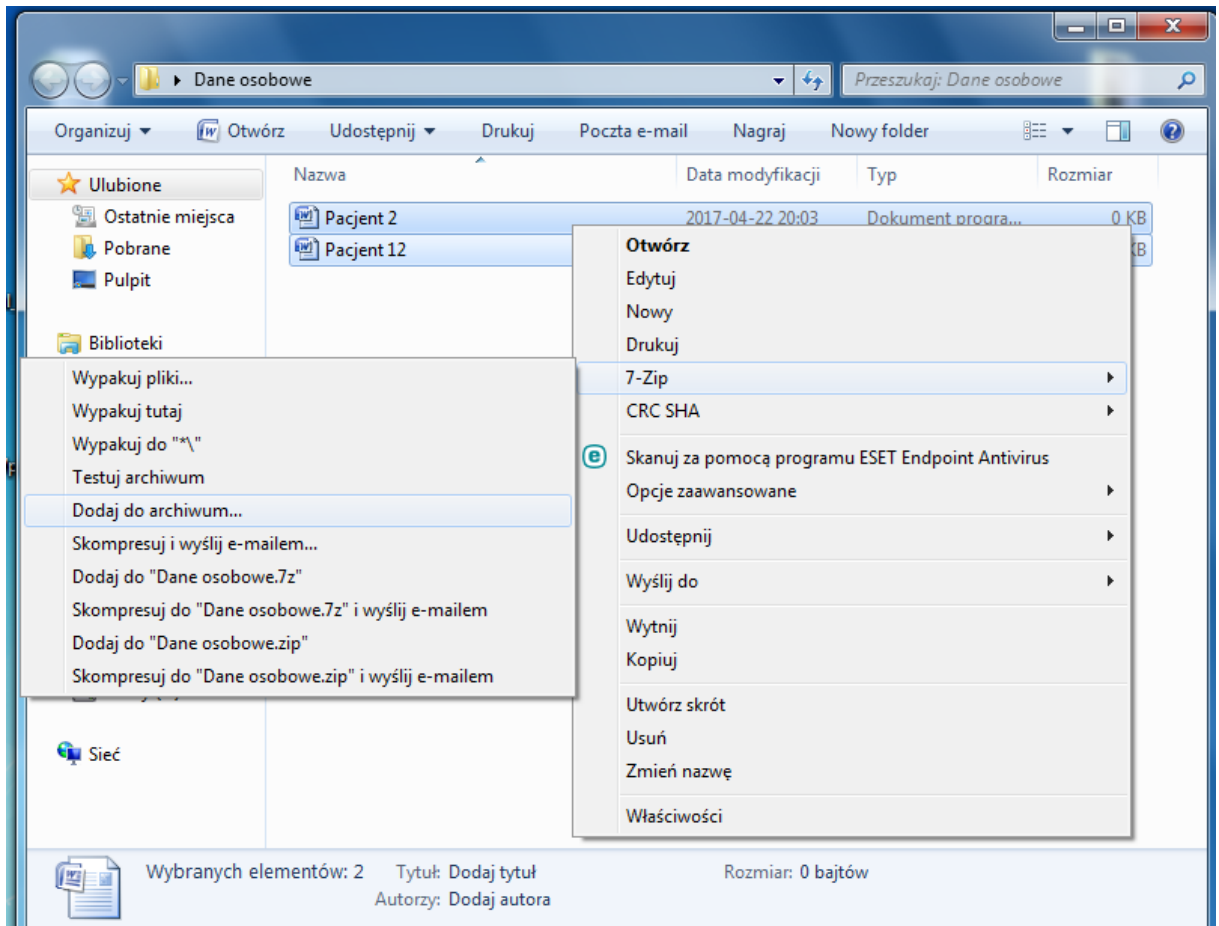 Dane osobowe
Przeszukaj: Dane osobowe
Organizuj Otwórz Udostępnij Drukuj Poczta e-mail Nagraj Nowy folder
Nazwa Data modyfikacji Typ Rozmiar
Ulubione
Ostatnie miejsca
Pobrane
Pulpit
Biblioteki
Sieć
Pacjent 2 2017-04-22 20:03 Dokument progra... 0 KB
Pacjent 12 KB
Otwórz
Edytuj
Nowy
Drukuj
7-Zip
CRC SHA
Skanuj za pomocą programu ESET Endpoint Antivirus
Opcje zaawansowane
Udostępnij
Wyślij do
Wytnij
Kopiuj
Utwórz skrót
Usuń
Zmień nazwę
Właściwości
Wypakuj pliki...
Wypakuj tutaj
Wypakuj do "*\"
Testuj archiwum
Dodaj do archiwum...
Skompresuj i wyślij e-mailem...
Dodaj do "Dane osobowe.7z"
Skompresuj do "Dane osobowe.7z" i wyślij e-mailem
Dodaj do "Dane osobowe.zip"
Skompresuj do "Dane osobowe.zip" i wyślij e-mailem
Wybranych elementów: 2 Tytuł: Dodaj tytuł Rozmiar: 0 bajtów
Autorzy: Dodaj autora